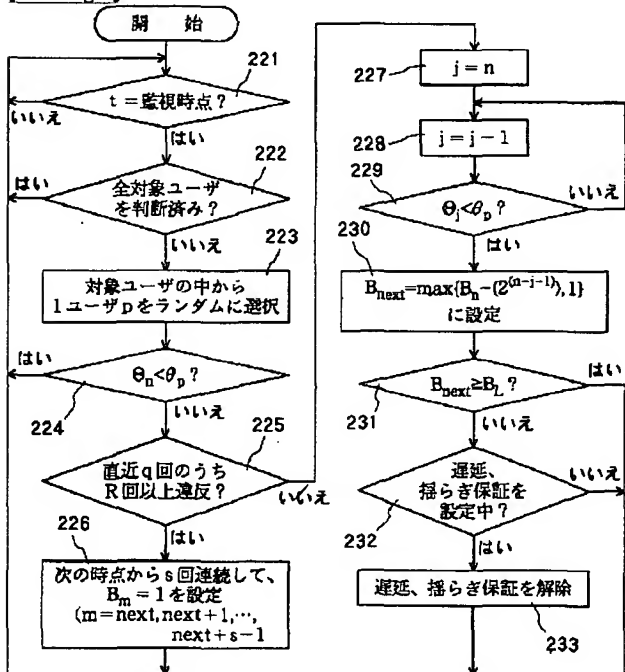 開 始
221
t=監視時点?
いいえ
はい
222
はい
全対象ユーザ
を判断済み?
いいえ
223
対象ユーザの中から
1ユーザpをランダムに選択
はい
Θn<θp?
224
いいえ
225
直近q回のうち
R回以上違反?
いいえ
はい
226
次の時点からs回連続して、
Bm=1を設定
(m=next,next+1,…,
next+s-1
227
j=n
228
j=j-1
229
Θj<θp?
いいえ
はい
230
Bnext=max{Bn-(2^(n-j-1)),1}
に設定
はい
Bnext≥BL?
231
いいえ
遅延、
揺らぎ保証を
設定中?
いいえ
232
はい
遅延、揺らぎ保証を解除
233